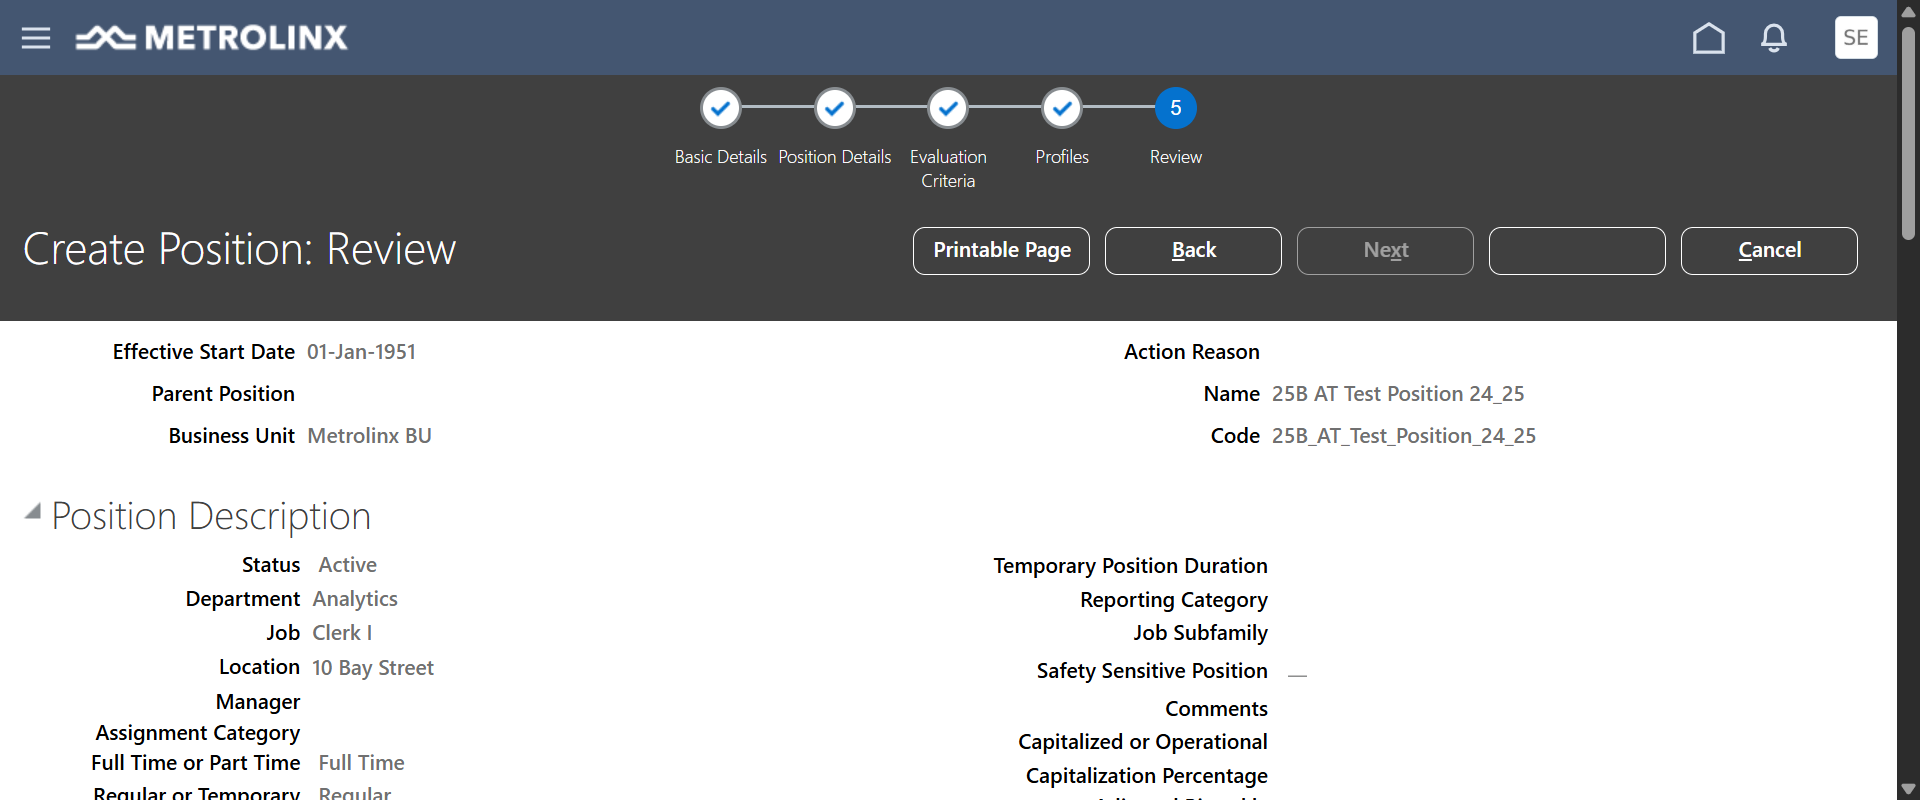 METROLINX
SE
5
Basic Details
Position Details
Evaluation
Criteria
Profiles
Review
Create Position: Review
Printable Page
Back
Next
Cancel
Effective Start Date 01-Jan-1951
Action Reason
Parent Position
Name 25B AT Test Position 24_25
Business Unit Metrolinx BU
Code 25B_AT_Test_Position_24_25
Position Description
Status Active
Temporary Position Duration
Department Analytics
Reporting Category
Job Clerk I
Job Subfamily
Location 10 Bay Street
Safety Sensitive Position —
Manager
Comments
Assignment Category
Capitalized or Operational
Full Time or Part Time Full Time
Capitalization Percentage
Regular or Temporary Regular